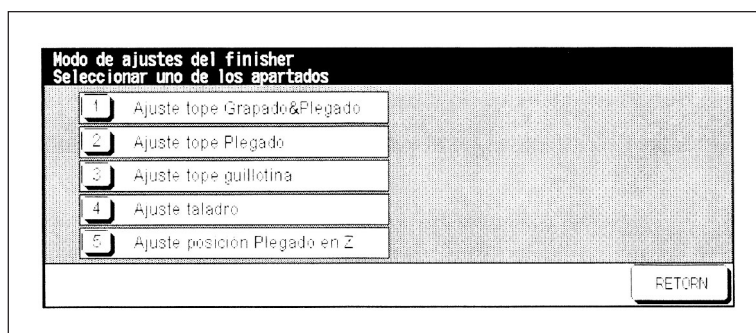 Modo de ajustes del finisher
Seleccionar uno de los apartados
1 Ajuste tope Grapado&Plegado
2 Ajuste tope Plegado
3 Ajuste tope guillotina
4 Ajuste taladro
5 Ajuste posición Plegado en Z
RETORN